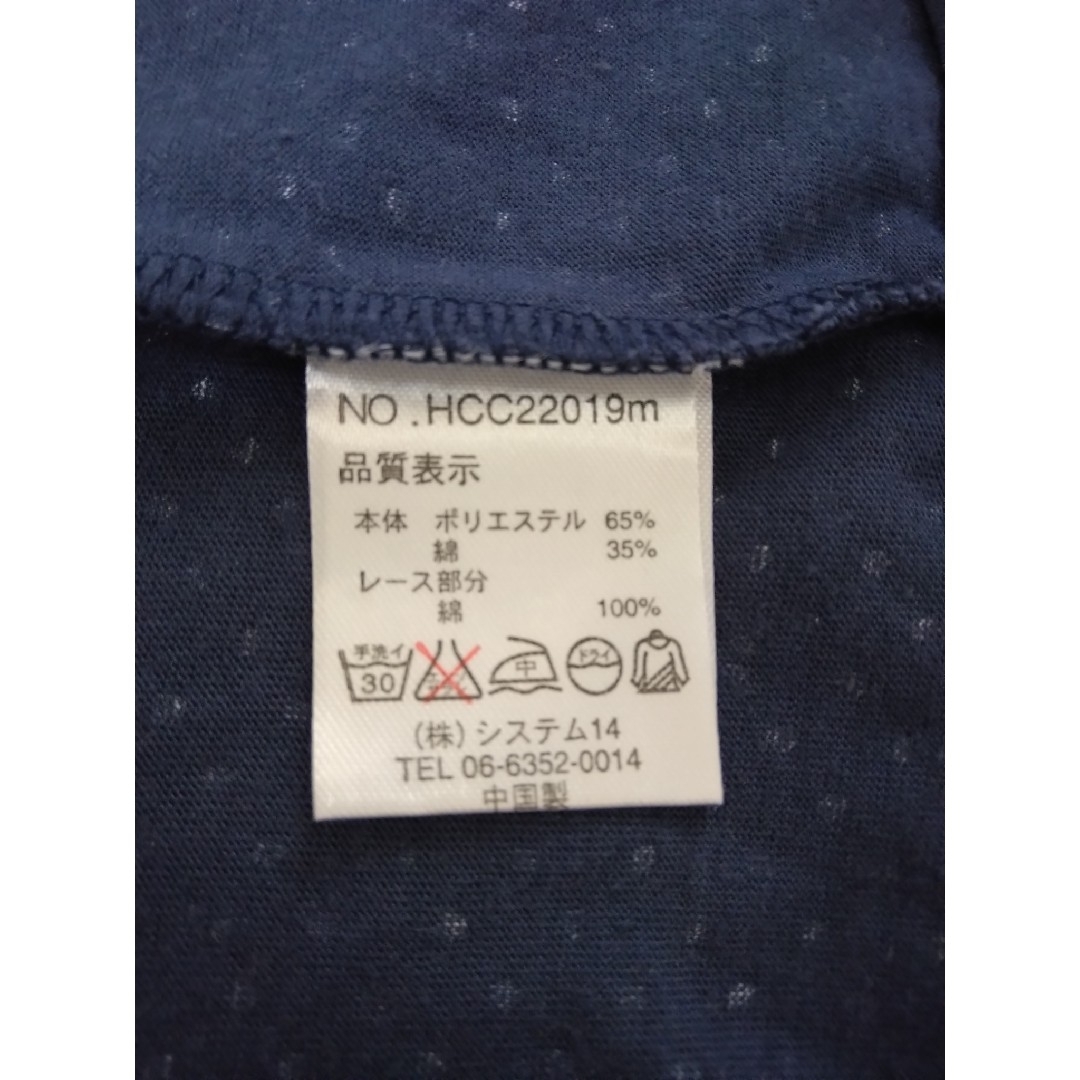 NO.HCC22019m
品質表示
本体 ポリエステル 65%
綿 35%
レース部分
綿 100%
手洗イ 中 ドライ
30
(株)システム14
TEL 06-6352-0014
中国製